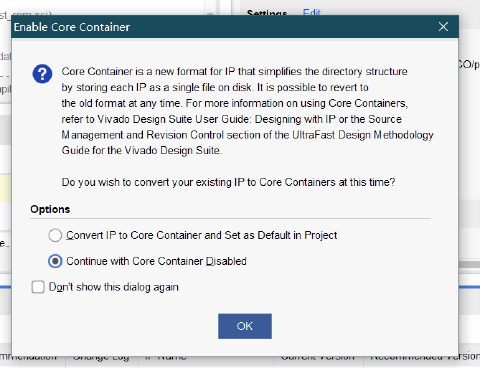 Settings Edit
Enable Core Container
Core Container is a new format for IP that simplifies the directory structure
by storing each IP as a single file on disk. It is possible to revert to
the old format at any time. For more information on using Core Containers,
refer to Vivado Design Suite User Guide: Designing with IP or the Source
Management and Revision Control section of the UltraFast Design Methodology
Guide for the Vivado Design Suite.
Do you wish to convert your existing IP to Core Containers at this time?
Options
Convert IP to Core Container and Set as Default in Project
Continue with Core Container Disabled
Don't show this dialog again
OK
Change Log IP Name Current Version Recommended Version